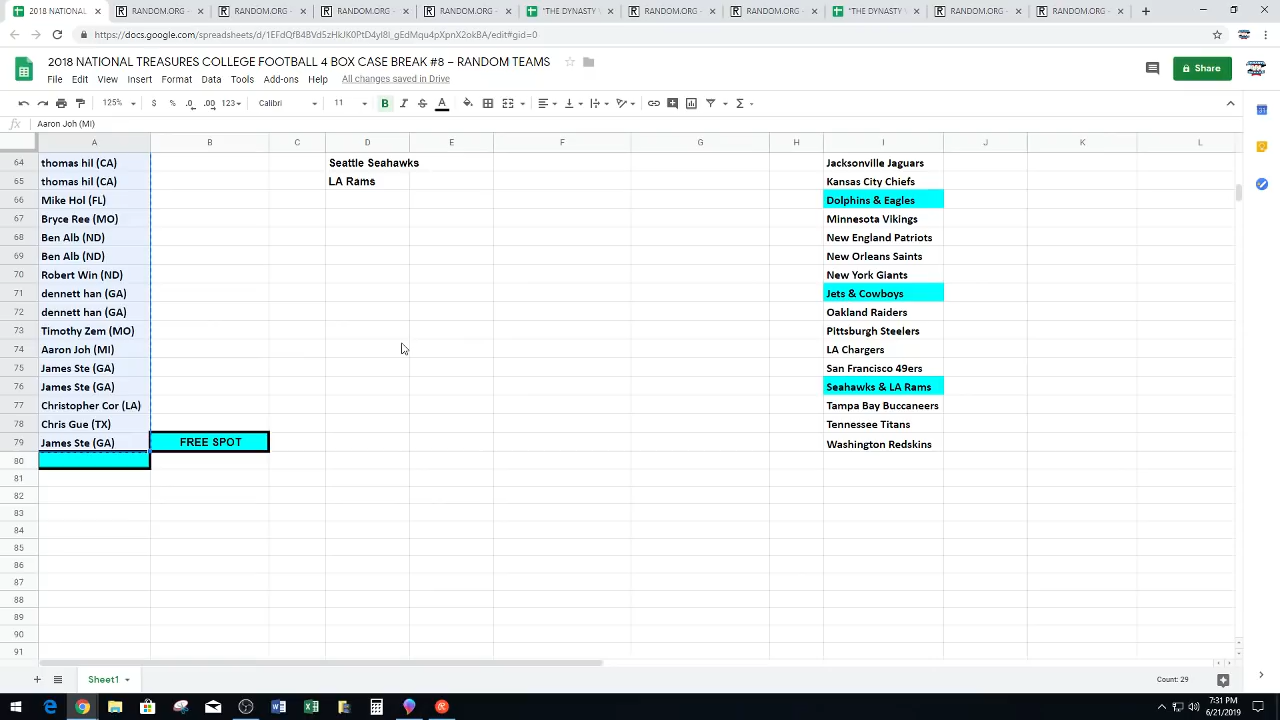 2018 NATIONAL
RANDOM.ORG -
RANDOM.ORG -
RANDOM.ORG -
RANDOM.ORG -
"THE DYNASTY
RANDOM.ORG -
RANDOM.ORG -
"THE DYNASTY
RANDOM.ORG -
RANDOM.ORG -
https://docs.google.com/spreadsheets/d/1EFdQfB4BVd5zHkJK0PtD4yI8I_gEdMqu4pXpnX2okBA/edit#gid=0
2018 NATIONAL TREASURES COLLEGE FOOTBALL 4 BOX CASE BREAK #8 – RANDOM TEAMS
File Edit View Insert Format Data Tools Add-ons Help All changes saved in Drive
Share
125% $ % .0 .00 123 Calibri 11 B I S A
fx Aaron Joh (MI)
A B C D E F G H I J K L
64 thomas hil (CA) Seattle Seahawks Jacksonville Jaguars
65 thomas hil (CA) LA Rams Kansas City Chiefs
66 Mike Hol (FL) Dolphins & Eagles
67 Bryce Ree (MO) Minnesota Vikings
68 Ben Alb (ND) New England Patriots
69 Ben Alb (ND) New Orleans Saints
70 Robert Win (ND) New York Giants
71 dennett han (GA) Jets & Cowboys
72 dennett han (GA) Oakland Raiders
73 Timothy Zem (MO) Pittsburgh Steelers
74 Aaron Joh (MI) LA Chargers
75 James Ste (GA) San Francisco 49ers
76 James Ste (GA) Seahawks & LA Rams
77 Christopher Cor (LA) Tampa Bay Buccaneers
78 Chris Gue (TX) Tennessee Titans
79 James Ste (GA) FREE SPOT Washington Redskins
80
81
82
83
84
85
86
87
88
89
90
91
Sheet1
Count: 29
7:31 PM
6/21/2019